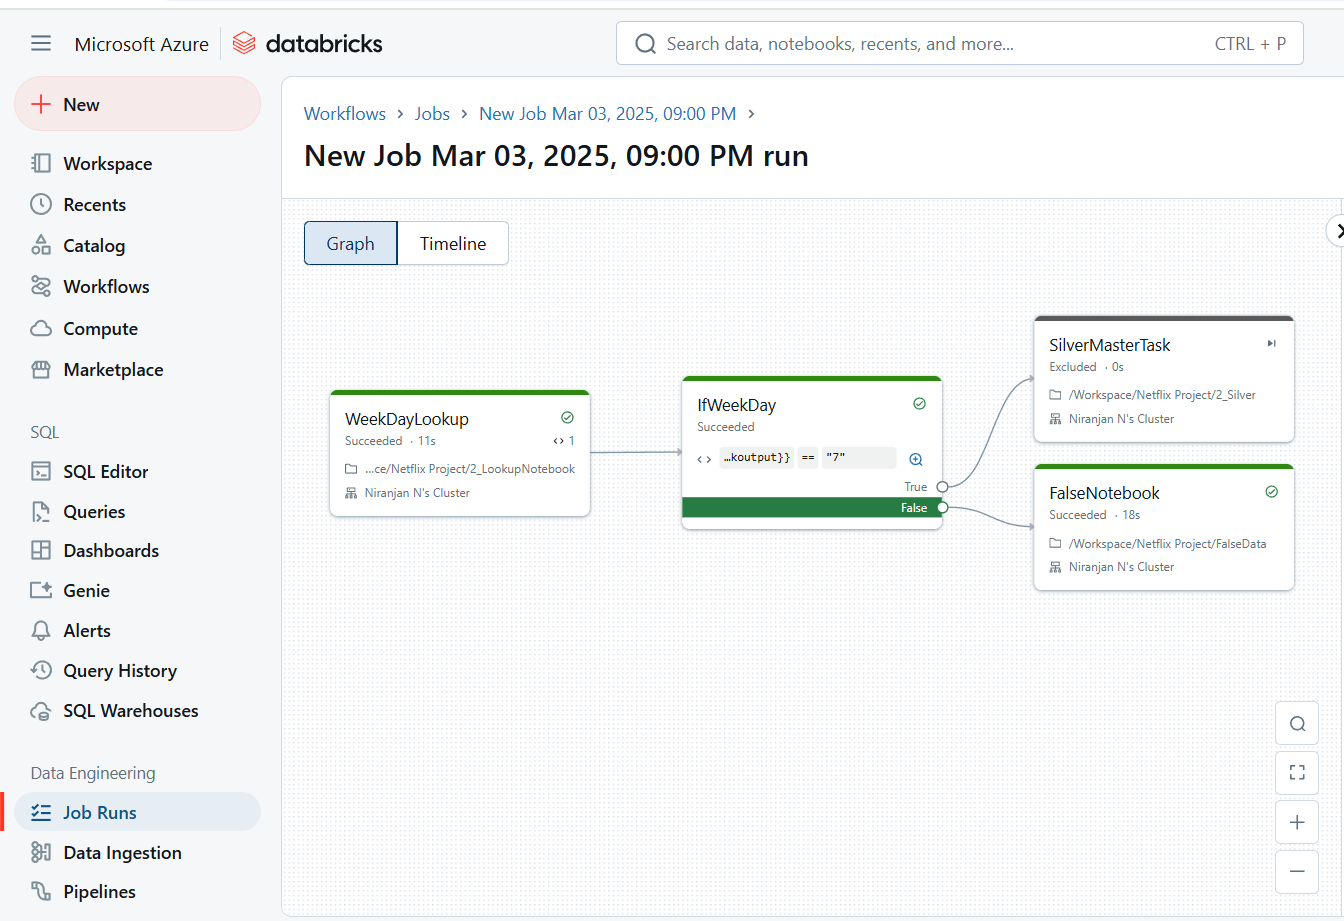 Microsoft Azure
databricks
Search data, notebooks, recents, and more...
CTRL + P
New
Workspace
Recents
Catalog
Workflows
Compute
Marketplace
SQL
SQL Editor
Queries
Dashboards
Genie
Alerts
Query History
SQL Warehouses
Data Engineering
Job Runs
Data Ingestion
Pipelines
Workflows > Jobs > New Job Mar 03, 2025, 09:00 PM >
New Job Mar 03, 2025, 09:00 PM run
Graph
Timeline
WeekDayLookup
Succeeded · 11s
1
...ce/Netflix Project/2_LookupNotebook
Niranjan N's Cluster
IfWeekDay
Succeeded
…koutput}} == "7"
True
False
SilverMasterTask
Excluded · 0s
/Workspace/Netflix Project/2_Silver
Niranjan N's Cluster
FalseNotebook
Succeeded · 18s
/Workspace/Netflix Project/FalseData
Niranjan N's Cluster